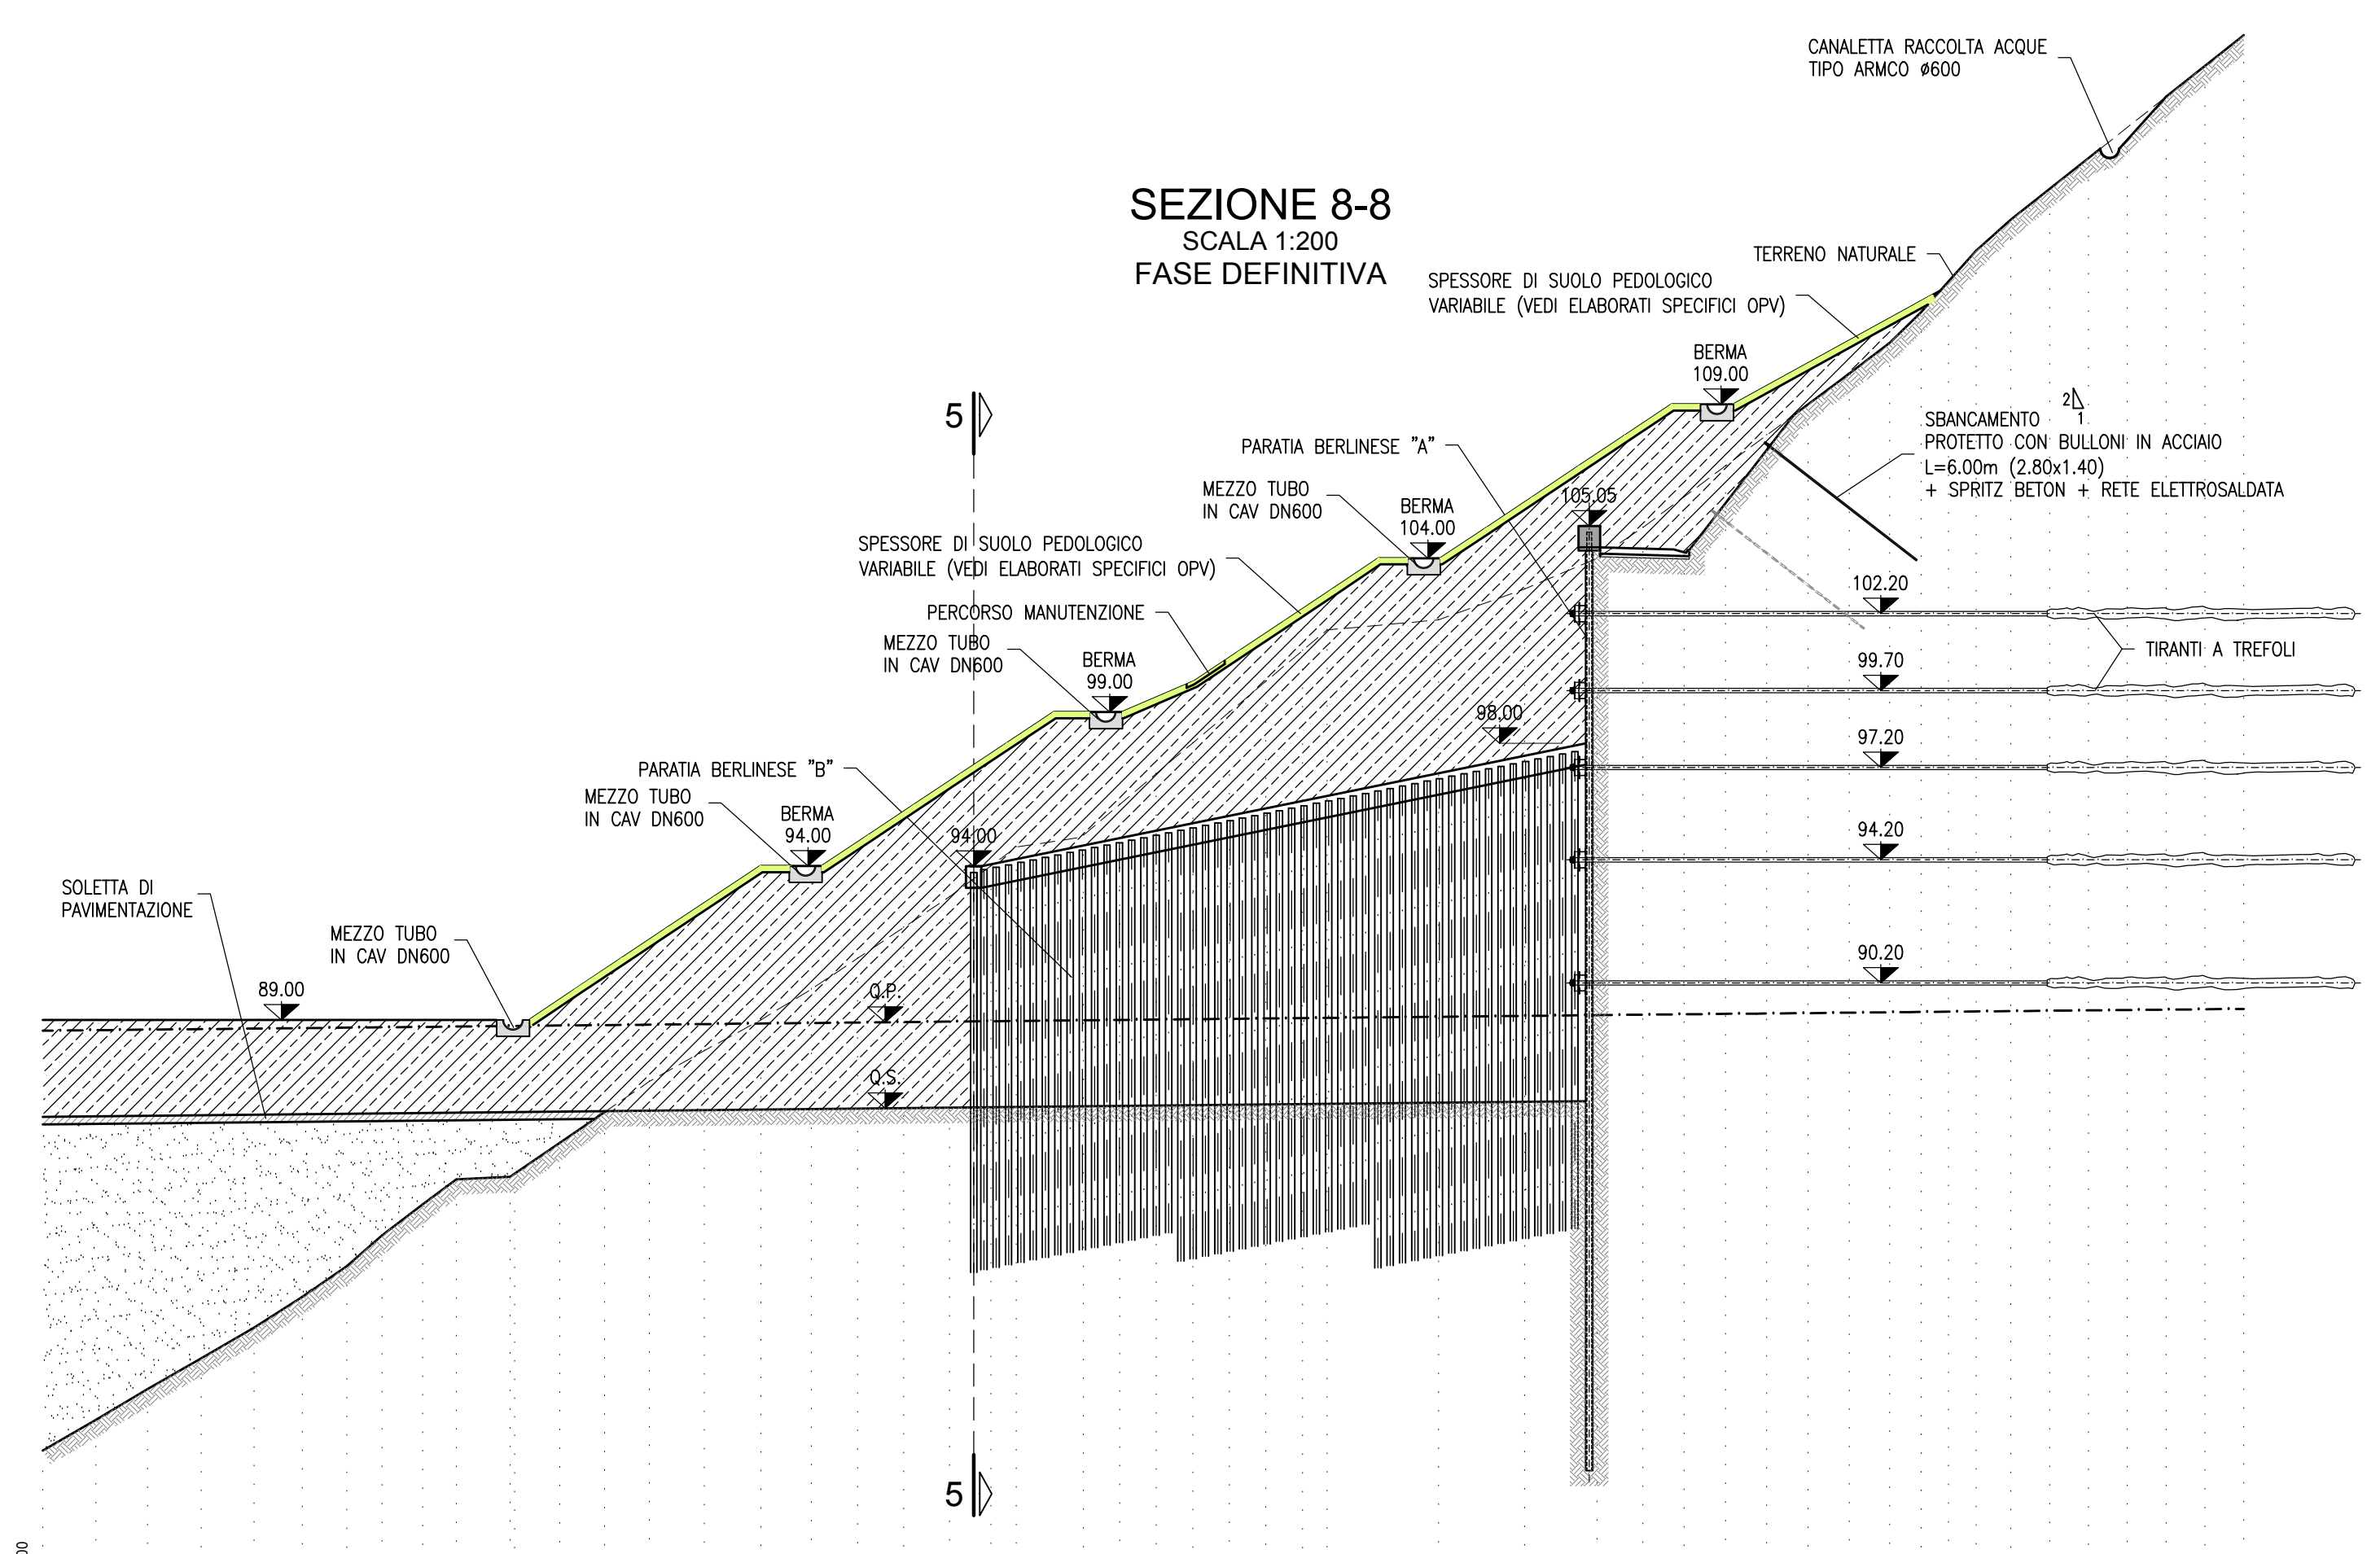 CANALETTA RACCOLTA ACQUE
TIPO ARMCO ø600
SEZIONE 8-8
SCALA 1:200
FASE DEFINITIVA
TERRENO NATURALE
SPESSORE DI SUOLO PEDOLOGICO
VARIABILE (VEDI ELABORATI SPECIFICI OPV)
BERMA
109.00
2
1
SBANCAMENTO
PROTETTO CON BULLONI IN ACCIAIO
L=6.00m (2.80x1.40)
+ SPRITZ BETON + RETE ELETTROSALDATA
5
PARATIA BERLINESE "A"
MEZZO TUBO
IN CAV DN600
BERMA
104.00
105.05
SPESSORE DI SUOLO PEDOLOGICO
VARIABILE (VEDI ELABORATI SPECIFICI OPV)
PERCORSO MANUTENZIONE
MEZZO TUBO
IN CAV DN600
BERMA
99.00
102.20
TIRANTI A TREFOLI
99.70
98.00
97.20
PARATIA BERLINESE "B"
MEZZO TUBO
IN CAV DN600
BERMA
94.00
94.00
94.20
SOLETTA DI
PAVIMENTAZIONE
MEZZO TUBO
IN CAV DN600
90.20
89.00
Q.P.
Q.S.
5
00